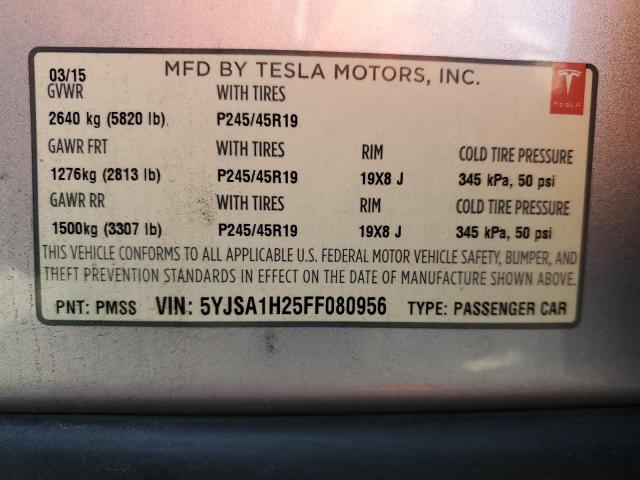 03/15 MFD BY TESLA MOTORS, INC.
GVWR WITH TIRES
TESLA
2640 kg (5820 lb) P245/45R19
GAWR FRT WITH TIRES RIM COLD TIRE PRESSURE
1276kg (2813 lb) P245/45R19 19X8 J 345 kPa, 50 psi
GAWR RR WITH TIRES RIM COLD TIRE PRESSURE
1500kg (3307 lb) P245/45R19 19X8 J 345 kPa, 50 psi
THIS VEHICLE CONFORMS TO ALL APPLICABLE U.S. FEDERAL MOTOR VEHICLE SAFETY, BUMPER, AND
THEFT PREVENTION STANDARDS IN EFFECT ON THE DATE OF MANUFACTURE SHOWN ABOVE.
PNT: PMSS VIN: 5YJSA1H25FF080956 TYPE: PASSENGER CAR